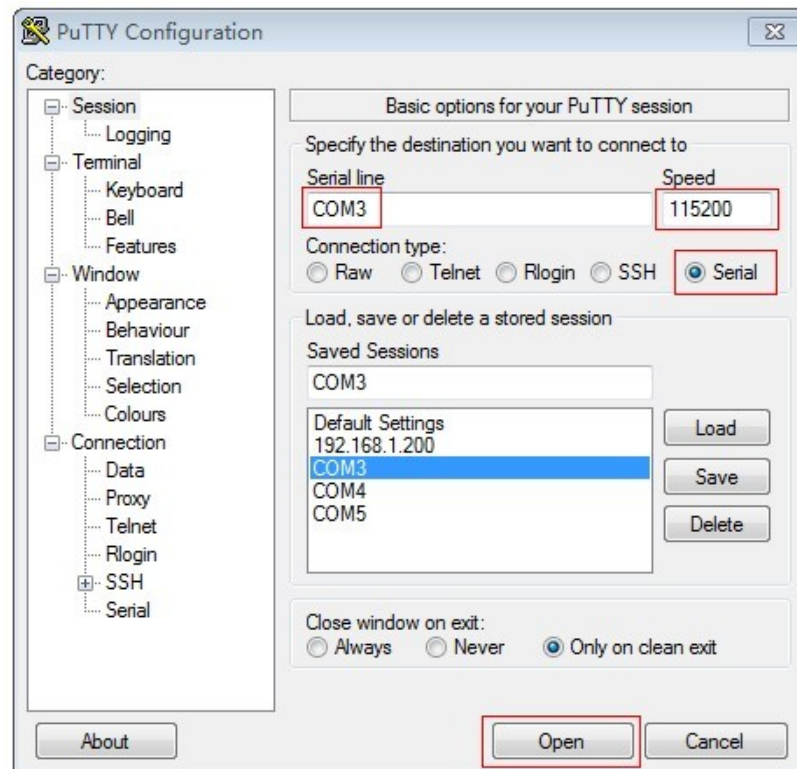 PuTTY Configuration
Category:
Session
Logging
Terminal
Keyboard
Bell
Features
Window
Appearance
Behaviour
Translation
Selection
Colours
Connection
Data
Proxy
Telnet
Rlogin
SSH
Serial
Basic options for your PuTTY session
Specify the destination you want to connect to
Serial line Speed
COM3 115200
Connection type:
Raw Telnet Rlogin SSH Serial
Load, save or delete a stored session
Saved Sessions
COM3
Default Settings
192.168.1.200
COM3
COM4
COM5
Load
Save
Delete
Close window on exit:
Always Never Only on clean exit
About Open Cancel